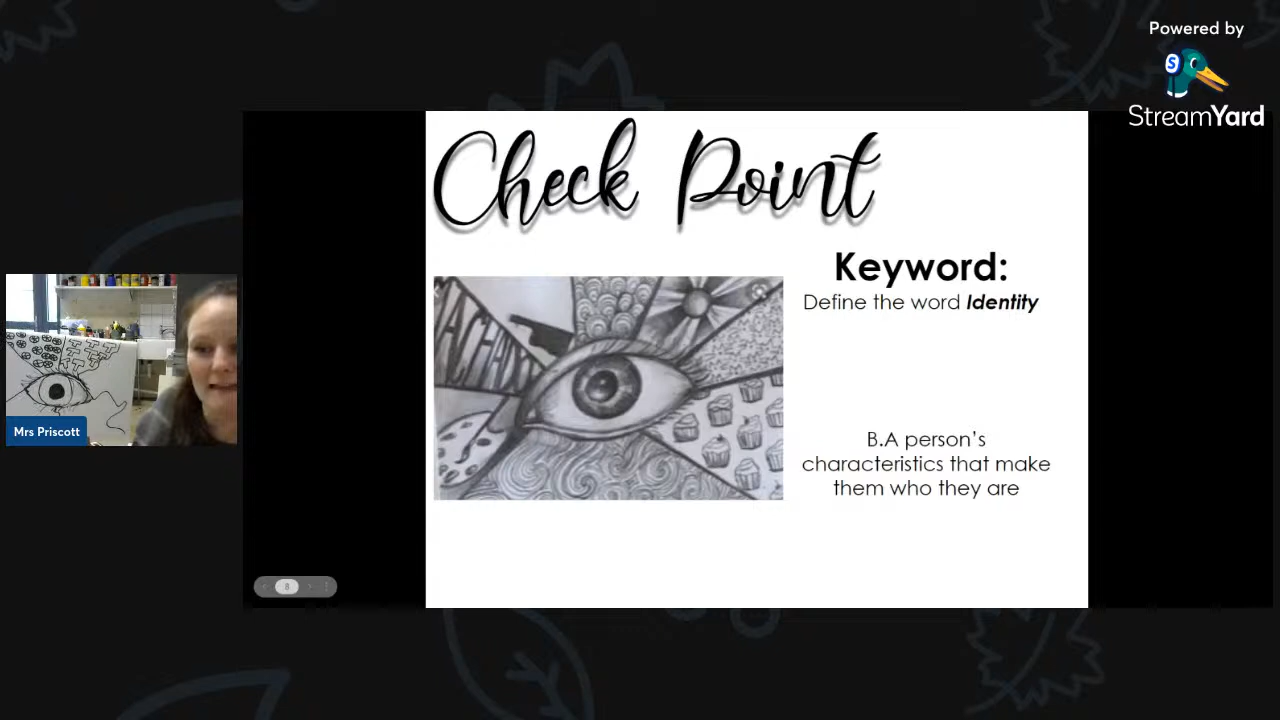 Powered by
StreamYard
Check Point
Keyword:
Define the word Identity
B.A person's
characteristics that make
them who they are
Mrs Priscott
8